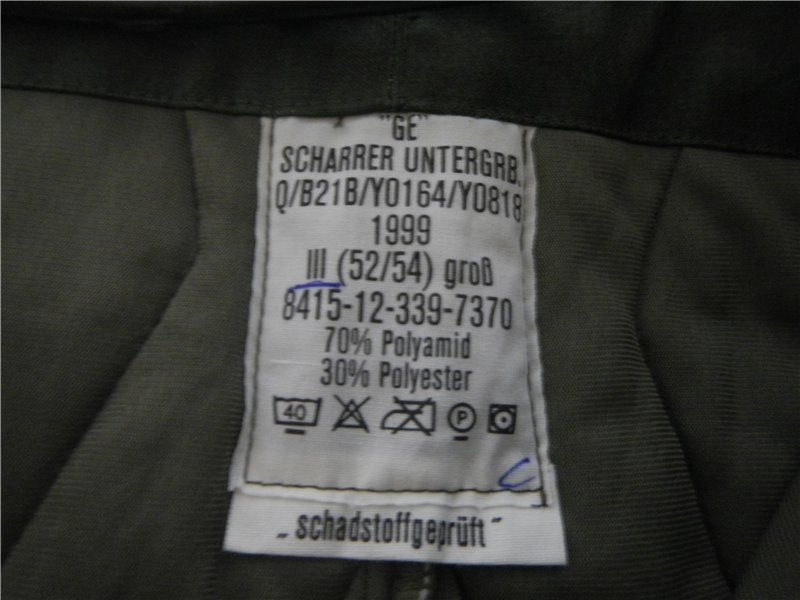 "GE"
SCHARRER UNTERGRB.
Q/B21B/Y0164/Y0818
1999
III (52/54) groß
8415-12-339-7370
70% Polyamid
30% Polyester
40 P
„schadstoffgeprüft"